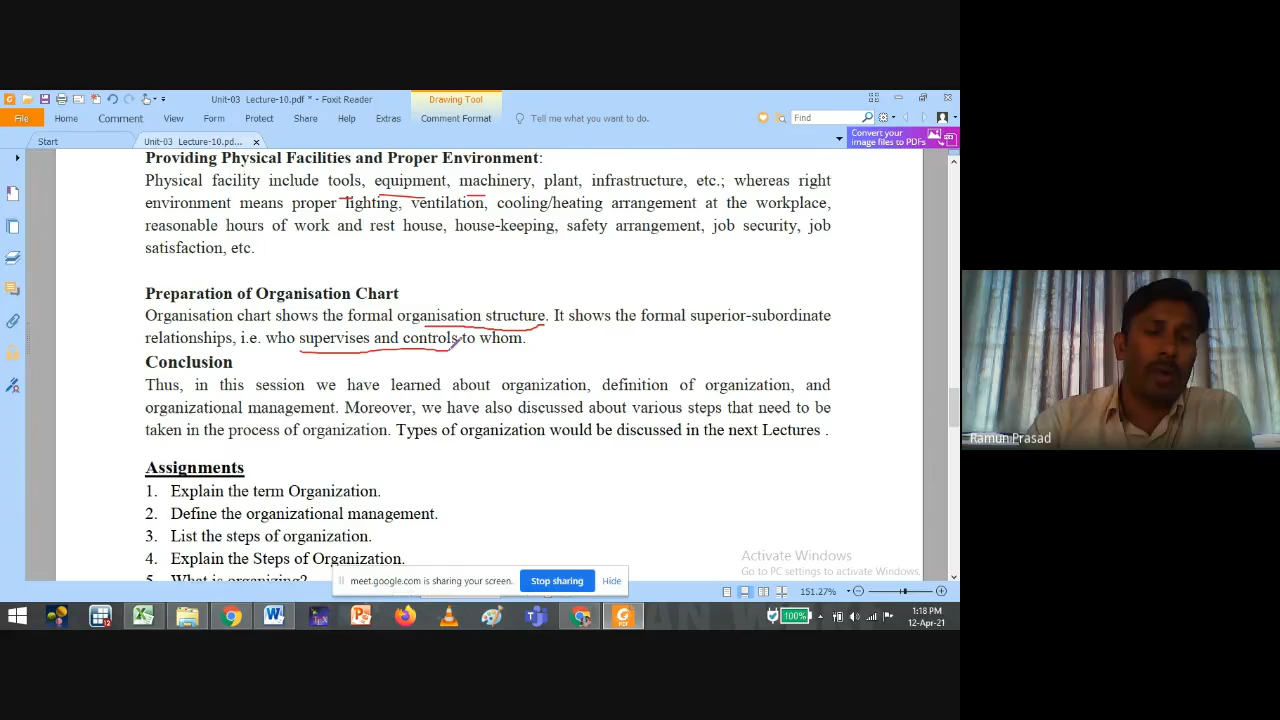 Unit-03 Lecture-10.pdf * - Foxit Reader
Drawing Tool
File Home Comment View Form Protect Share Help Extras Comment Format Tell me what you want to do. Find
Start Unit-03 Lecture-10.pd...
Convert your
image files to PDFs
Providing Physical Facilities and Proper Environment:
Physical facility include tools, equipment, machinery, plant, infrastructure, etc.; whereas right
environment means proper lighting, ventilation, cooling/heating arrangement at the workplace,
reasonable hours of work and rest house, house-keeping, safety arrangement, job security, job
satisfaction, etc.
Preparation of Organisation Chart
Organisation chart shows the formal organisation structure. It shows the formal superior-subordinate
relationships, i.e. who supervises and controls to whom.
Conclusion
Thus, in this session we have learned about organization, definition of organization, and
organizational management. Moreover, we have also discussed about various steps that need to be
taken in the process of organization. Types of organization would be discussed in the next Lectures .
Assignments
1. Explain the term Organization.
2. Define the organizational management.
3. List the steps of organization.
4. Explain the Steps of Organization.
5. What is organizing?
Activate Windows
Go to PC settings to activate Windows.
meet.google.com is sharing your screen. Stop sharing Hide
151.27%
100%
1:18 PM
12-Apr-21
Ramun Prasad